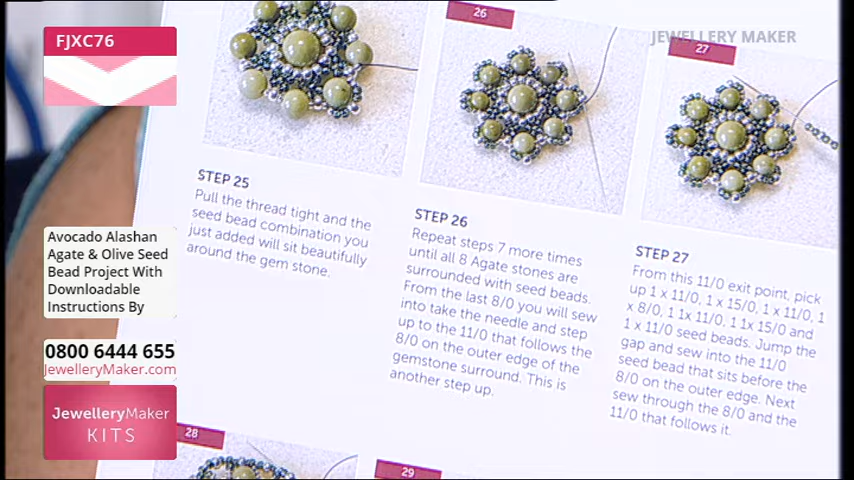 FJXC76
JEWELLERY MAKER
26
27
STEP 25
Pull the thread tight and the
seed bead combination you
just added will sit beautifully
around the gem stone.
STEP 26
Repeat steps 7 more times
until all 8 Agate stones are
surrounded with seed beads.
From the last 8/0 you will sew
into take the needle and step
up to the 11/0 that follows the
8/0 on the outer edge of the
gemstone surround. This is
another step up.
STEP 27
From this 11/0 exit point, pick
up 1 x 11/0, 1 x 15/0, 1 x 11/0, 1
x 8/0, 1 1x 11/0, 1 1x 15/0 and
1 x 11/0 seed beads. Jump the
gap and sew into the 11/0
seed bead that sits before the
8/0 on the outer edge. Next
sew through the 8/0 and the
11/0 that follows it.
Avocado Alashan
Agate & Olive Seed
Bead Project With
Downloadable
Instructions By
0800 6444 655
JewelleryMaker.com
JewelleryMaker
KITS
28
29